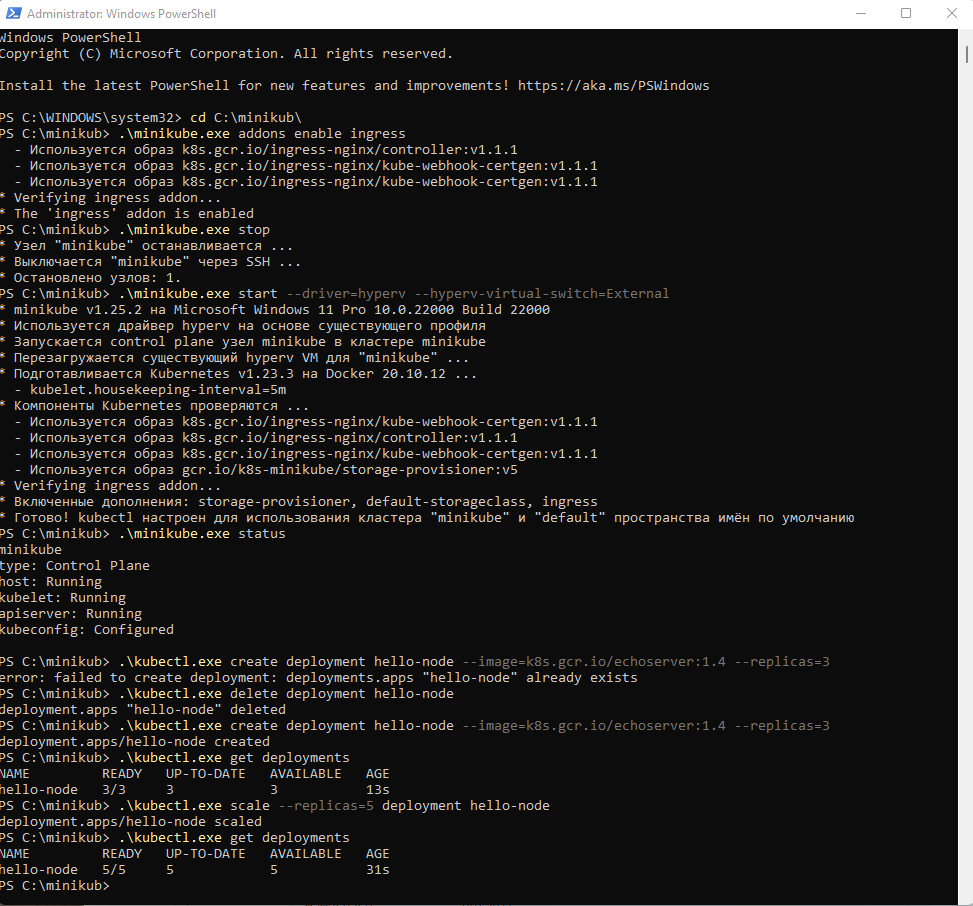 Administrator: Windows PowerShell
Windows PowerShell
Copyright (C) Microsoft Corporation. All rights reserved.
Install the latest PowerShell for new features and improvements! https://aka.ms/PSWindows
PS C:\WINDOWS\system32> cd C:\minikub\
PS C:\minikub> .\minikube.exe addons enable ingress
  - Используется образ k8s.gcr.io/ingress-nginx/controller:v1.1.1
  - Используется образ k8s.gcr.io/ingress-nginx/kube-webhook-certgen:v1.1.1
  - Используется образ k8s.gcr.io/ingress-nginx/kube-webhook-certgen:v1.1.1
* Verifying ingress addon...
* The 'ingress' addon is enabled
PS C:\minikub> .\minikube.exe stop
* Узел "minikube" останавливается ...
* Выключается "minikube" через SSH ...
* Остановлено узлов: 1.
PS C:\minikub> .\minikube.exe start --driver=hyperv --hyperv-virtual-switch=External
* minikube v1.25.2 на Microsoft Windows 11 Pro 10.0.22000 Build 22000
* Используется драйвер hyperv на основе существующего профиля
* Запускается control plane узел minikube в кластере minikube
* Перезагружается существующий hyperv VM для "minikube" ...
* Подготавливается Kubernetes v1.23.3 на Docker 20.10.12 ...
  - kubelet.housekeeping-interval=5m
* Компоненты Kubernetes проверяются ...
  - Используется образ k8s.gcr.io/ingress-nginx/kube-webhook-certgen:v1.1.1
  - Используется образ k8s.gcr.io/ingress-nginx/controller:v1.1.1
  - Используется образ k8s.gcr.io/ingress-nginx/kube-webhook-certgen:v1.1.1
  - Используется образ gcr.io/k8s-minikube/storage-provisioner:v5
* Verifying ingress addon...
* Включенные дополнения: storage-provisioner, default-storageclass, ingress
* Готово! kubectl настроен для использования кластера "minikube" и "default" пространства имён по умолчанию
PS C:\minikub> .\minikube.exe status
minikube
type: Control Plane
host: Running
kubelet: Running
apiserver: Running
kubeconfig: Configured
PS C:\minikub> .\kubectl.exe create deployment hello-node --image=k8s.gcr.io/echoserver:1.4 --replicas=3
error: failed to create deployment: deployments.apps "hello-node" already exists
PS C:\minikub> .\kubectl.exe delete deployment hello-node
deployment.apps "hello-node" deleted
PS C:\minikub> .\kubectl.exe create deployment hello-node --image=k8s.gcr.io/echoserver:1.4 --replicas=3
deployment.apps/hello-node created
PS C:\minikub> .\kubectl.exe get deployments
NAME         READY   UP-TO-DATE   AVAILABLE   AGE
hello-node   3/3     3            3           13s
PS C:\minikub> .\kubectl.exe scale --replicas=5 deployment hello-node
deployment.apps/hello-node scaled
PS C:\minikub> .\kubectl.exe get deployments
NAME         READY   UP-TO-DATE   AVAILABLE   AGE
hello-node   5/5     5            5           31s
PS C:\minikub>